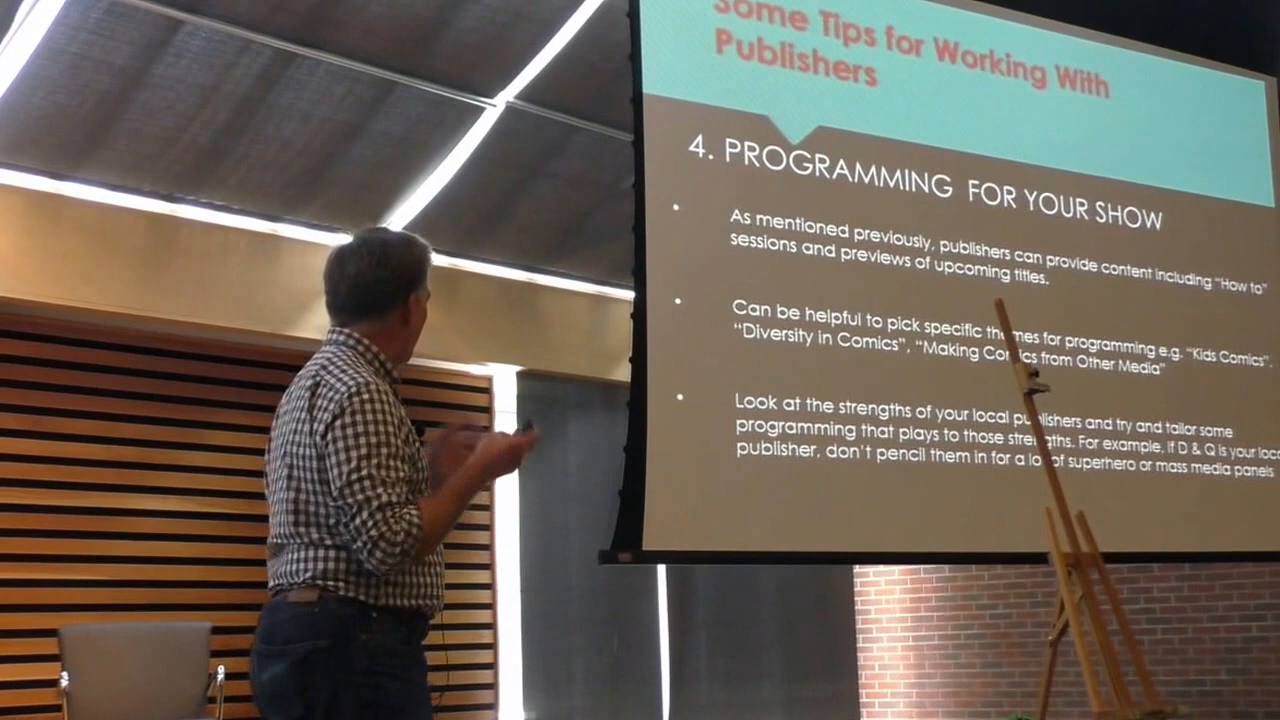 Some Tips for Working With
Publishers
4. PROGRAMMING FOR YOUR SHOW
• As mentioned previously, publishers can provide content including "How to"
sessions and previews of upcoming titles.
• Can be helpful to pick specific themes for programming e.g. "Kids Comics",
"Diversity in Comics", "Making Comics from Other Media"
• Look at the strengths of your local publishers and try and tailor some
programming that plays to those strengths. For example, if D & Q is your loc
publisher, don't pencil them in for a lot of superhero or mass media panels